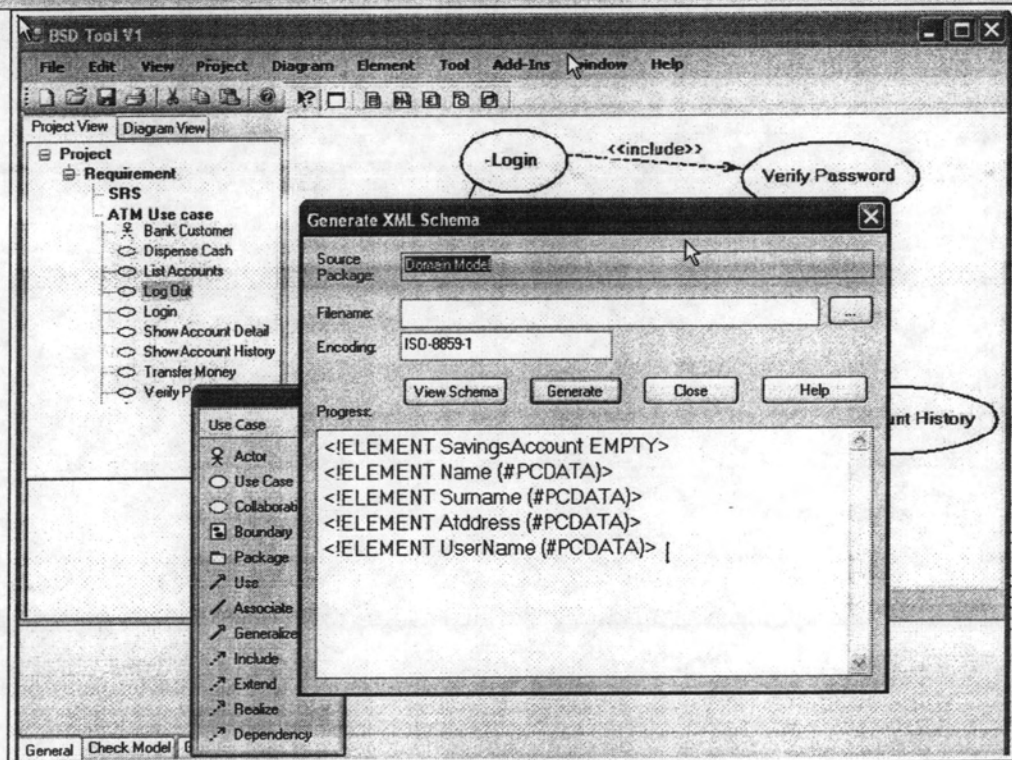 BSD Tool V1
File Edit View Project Diagram Element Tool Add-Ins Window Help
Project View Diagram View
Project
Requirement
SRS
ATM Use case
Bank Customer
Dispense Cash
List Accounts
Log Out
Login
Show Account Detail
Show Account History
Transfer Money
Verify P
-Login
<<include>>
Verify Password
unt History
Generate XML Schema
Source Package: Domain Model
Filename: ...
Encoding: ISO-8859-1
View Schema Generate Close Help
Progress:
<!ELEMENT SavingsAccount EMPTY>
<!ELEMENT Name (#PCDATA)>
<!ELEMENT Surname (#PCDATA)>
<!ELEMENT Atddress (#PCDATA)>
<!ELEMENT UserName (#PCDATA)>
Use Case
Actor
Use Case
Collaborati
Boundary
Package
Use
Associate
Generalize
Include
Extend
Realize
Dependency
General Check Model